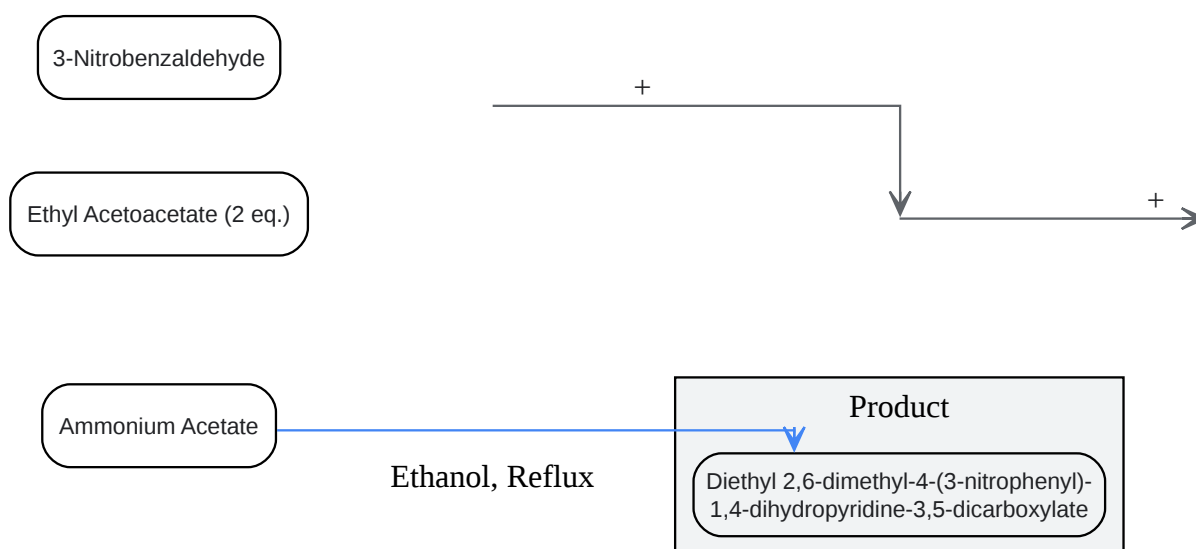 3-Nitrobenzaldehyde
+
Ethyl Acetoacetate (2 eq.)
+
Ammonium Acetate
Ethanol, Reflux
Product
Diethyl 2,6-dimethyl-4-(3-nitrophenyl)-
1,4-dihydropyridine-3,5-dicarboxylate